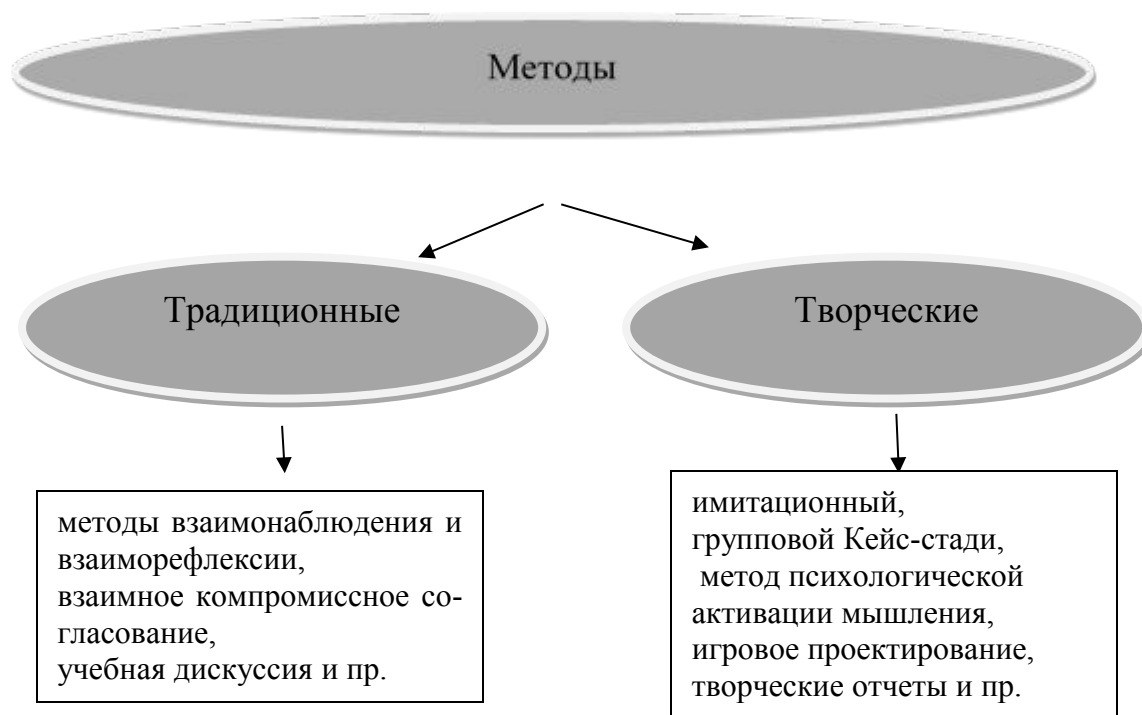 Методы
Традиционные
Творческие
методы взаимонаблюдения и
взаиморефлексии,
взаимное компромиссное со-
гласование,
учебная дискуссия и пр.
имитационный,
групповой Кейс-стади,
метод психологической
активации мышления,
игровое проектирование,
творческие отчеты и пр.